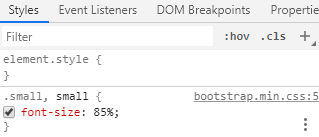 Styles Event Listeners DOM Breakpoints Propertie
Filter :hov .cls +
element.style {
}
.small, small { bootstrap.min.css:5
font-size: 85%;
}